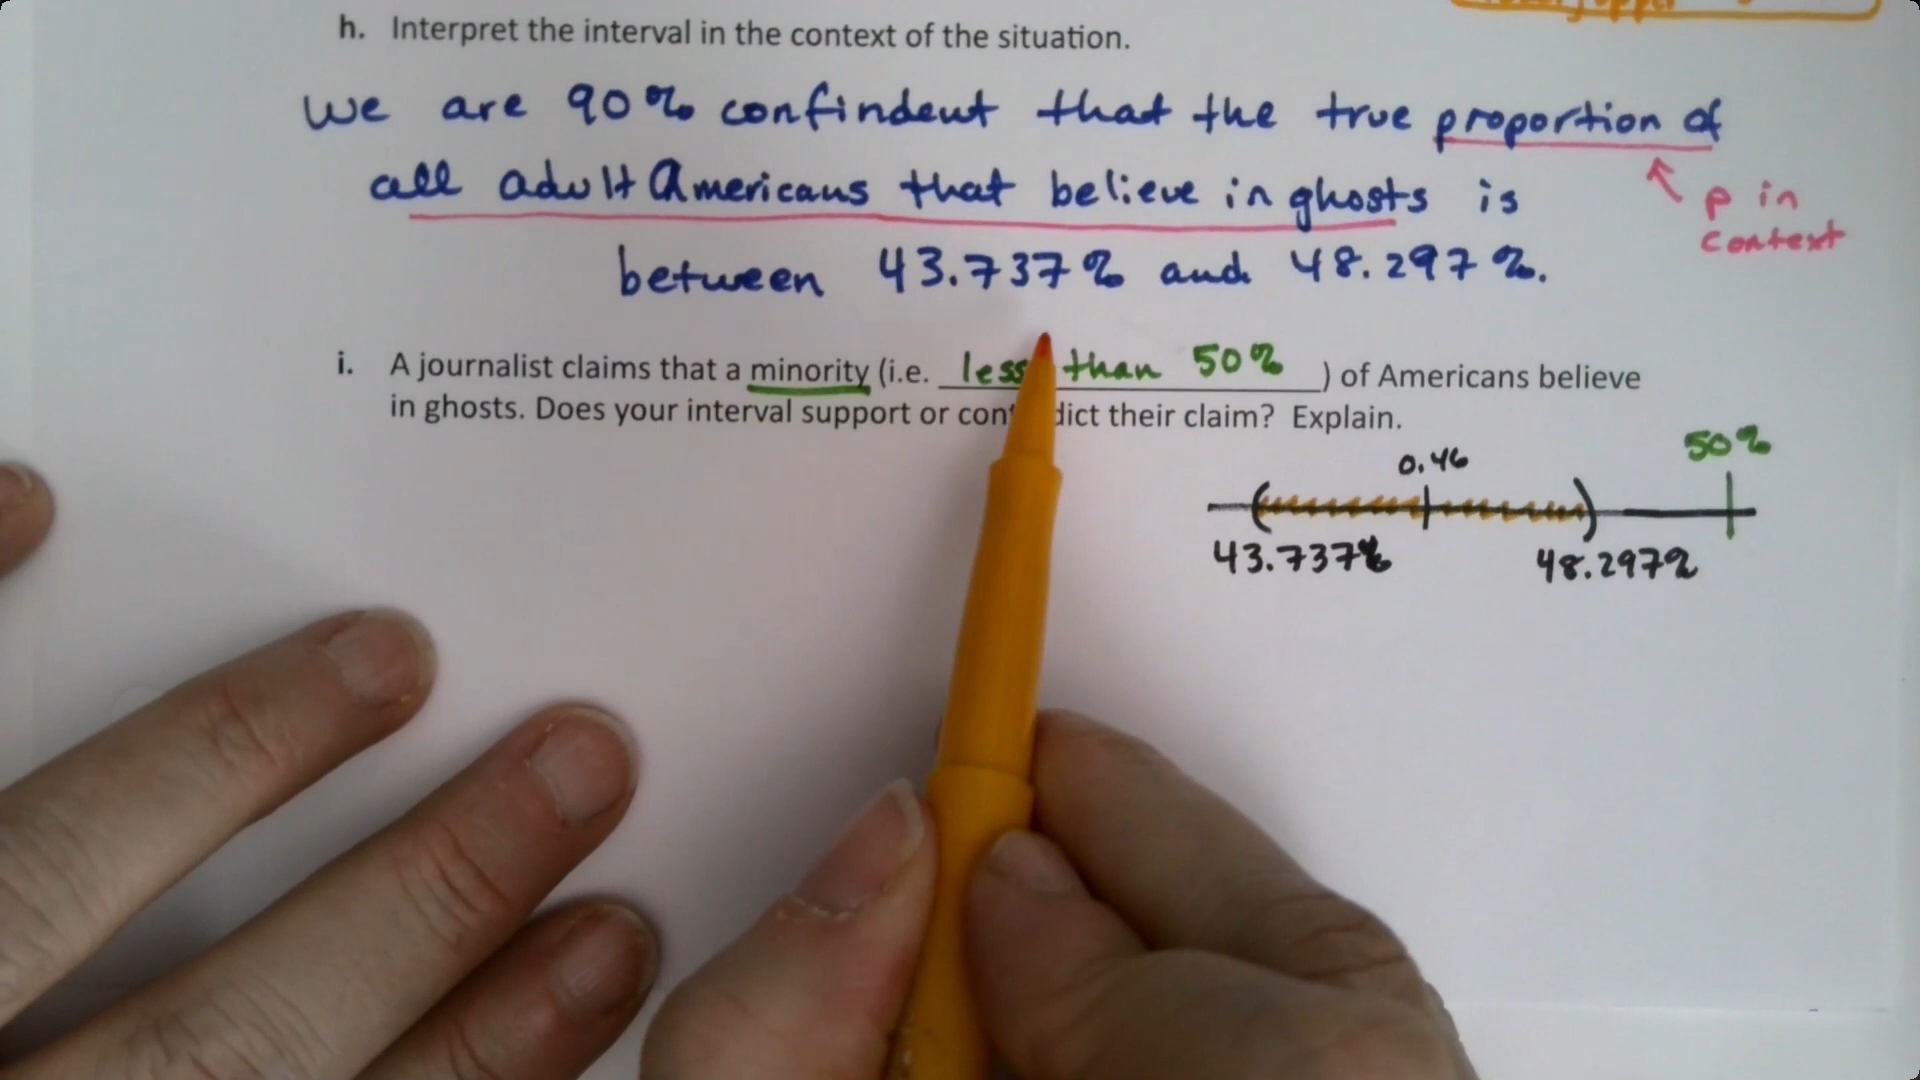 h. Interpret the interval in the context of the situation.
We are 90% confindent that the true proportion of
all adult Americans that believe in ghosts is
p in
context
between 43.737% and 48.297%.
i. A journalist claims that a minority (i.e. less than 50% ) of Americans believe
in ghosts. Does your interval support or dict their claim? Explain.
50%
0.46
43.737% 48.297%